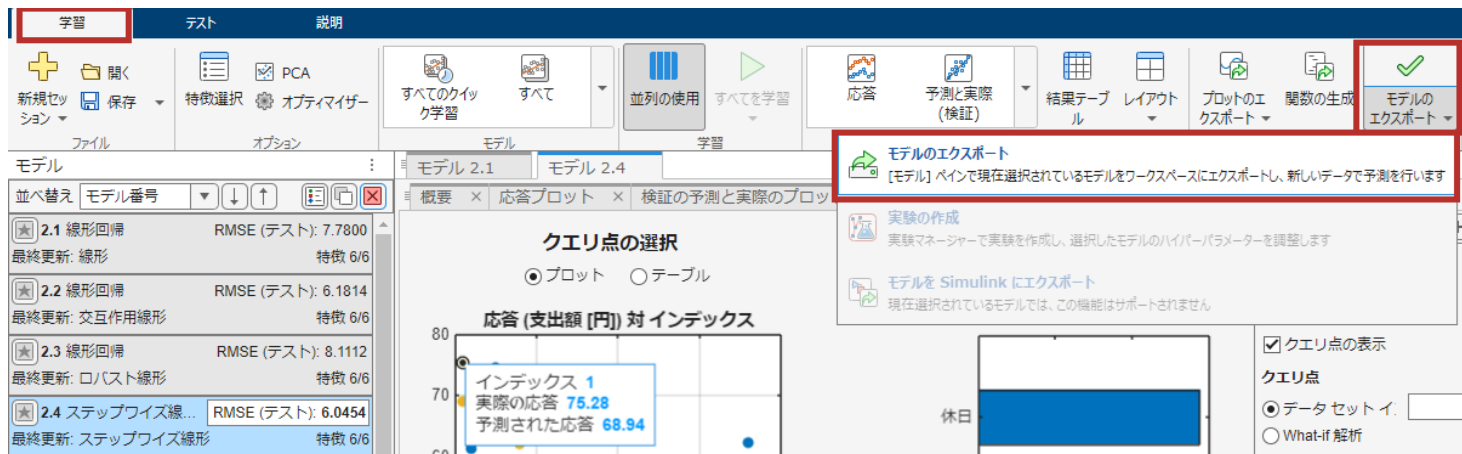 学習
テスト
説明
新規セッション
開く
保存
ファイル
特徴選択
PCA
オプティマイザー
オプション
すべてのクイック学習
すべて
モデル
並列の使用
すべてを学習
学習
応答
予測と実際
(検証)
結果テーブル
レイアウト
プロットのエクスポート
関数の生成
モデルの
エクスポート
モデルのエクスポート
[モデル] ペインで現在選択されているモデルをワークスペースにエクスポートし、新しいデータで予測を行います
実験の作成
実験マネージャーで実験を作成し、選択したモデルのハイパーパラメーターを調整します
モデルを Simulink にエクスポート
現在選択されているモデルでは、この機能はサポートされません
モデル
並べ替え モデル番号
2.1 線形回帰 RMSE (テスト): 7.7800
最終更新: 線形 特徴 6/6
2.2 線形回帰 RMSE (テスト): 6.1814
最終更新: 交互作用線形 特徴 6/6
2.3 線形回帰 RMSE (テスト): 8.1112
最終更新: ロバスト線形 特徴 6/6
2.4 ステップワイズ線... RMSE (テスト): 6.0454
最終更新: ステップワイズ線形 特徴 6/6
モデル 2.1 モデル 2.4
概要 応答プロット 検証の予測と実際のプロッ
クエリ点の選択
プロット テーブル
応答 (支出額 [円]) 対 インデックス
80
70
インデックス 1
実際の応答 75.28
予測された応答 68.94
休日
クエリ点の表示
クエリ点
データ セット イ
What-if 解析